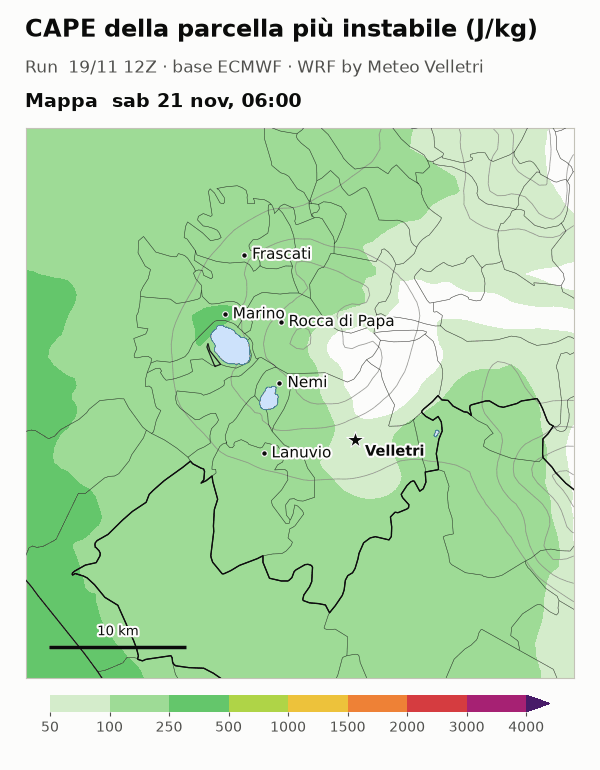 CAPE della parcella più instabile (J/kg)
Run 19/11 12Z · base ECMWF · WRF by Meteo Velletri
Mappa sab 21 nov, 06:00
Frascati
Marino
Rocca di Papa
Nemi
Velletri
Lanuvio
10 km
50 100 250 500 1000 1500 2000 3000 4000